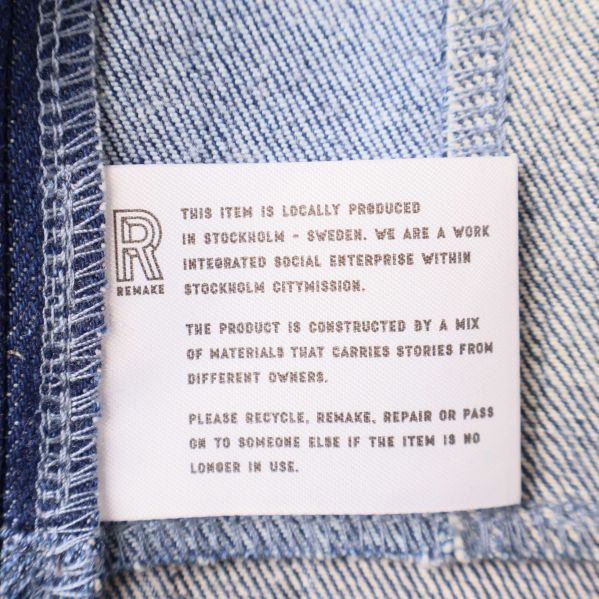 R
REMAKE
THIS ITEM IS LOCALLY PRODUCED
IN STOCKHOLM - SWEDEN. WE ARE A WORK
INTEGRATED SOCIAL ENTERPRISE WITHIN
STOCKHOLM CITYMISSION.
THE PRODUCT IS CONSTRUCTED BY A MIX
OF MATERIALS THAT CARRIES STORIES FROM
DIFFERENT OWNERS.
PLEASE RECYCLE, REMAKE, REPAIR OR PASS
ON TO SOMEONE ELSE IF THE ITEM IS NO
LONGER IN USE.